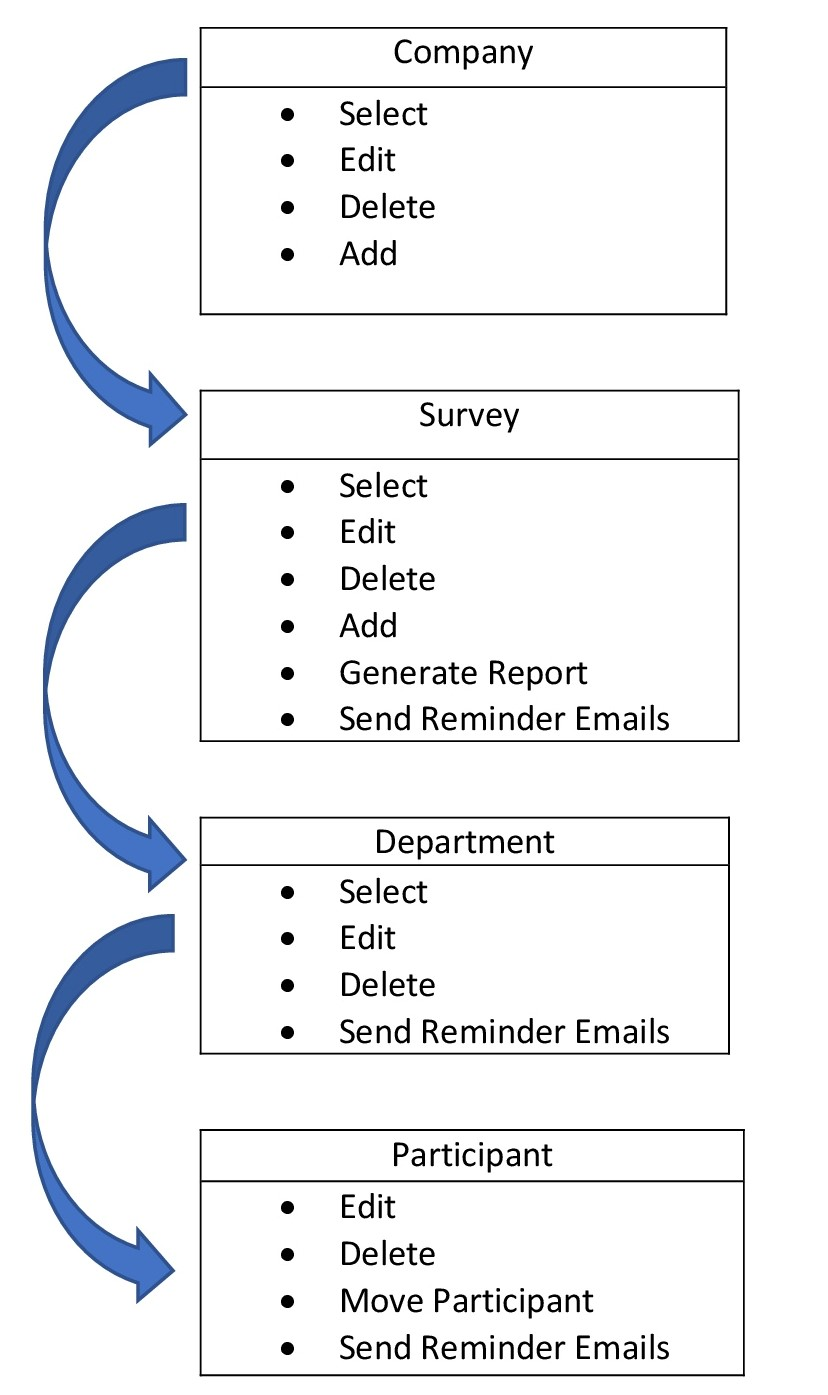 Company
• Select
• Edit
• Delete
• Add
Survey
• Select
• Edit
• Delete
• Add
• Generate Report
• Send Reminder Emails
Department
• Select
• Edit
• Delete
• Send Reminder Emails
Participant
• Edit
• Delete
• Move Participant
• Send Reminder Emails